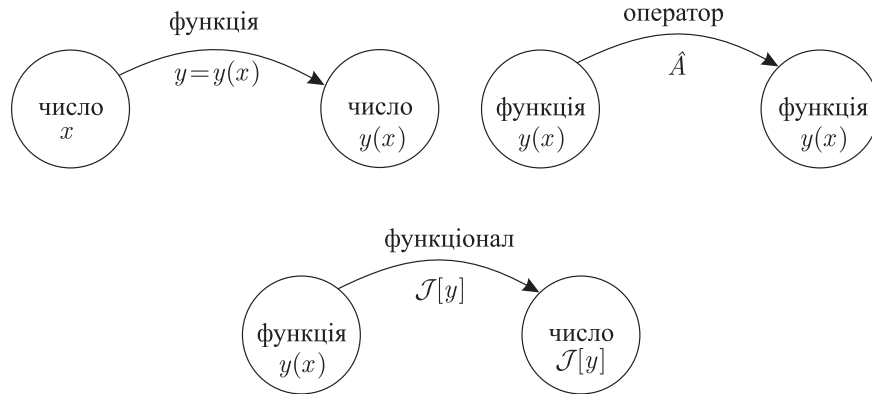 функція
y=y(x)
число
x
число
y(x)
оператор
Â
функція
y(x)
функція
y(x)
функціонал
𝒥[y]
функція
y(x)
число
𝒥[y]